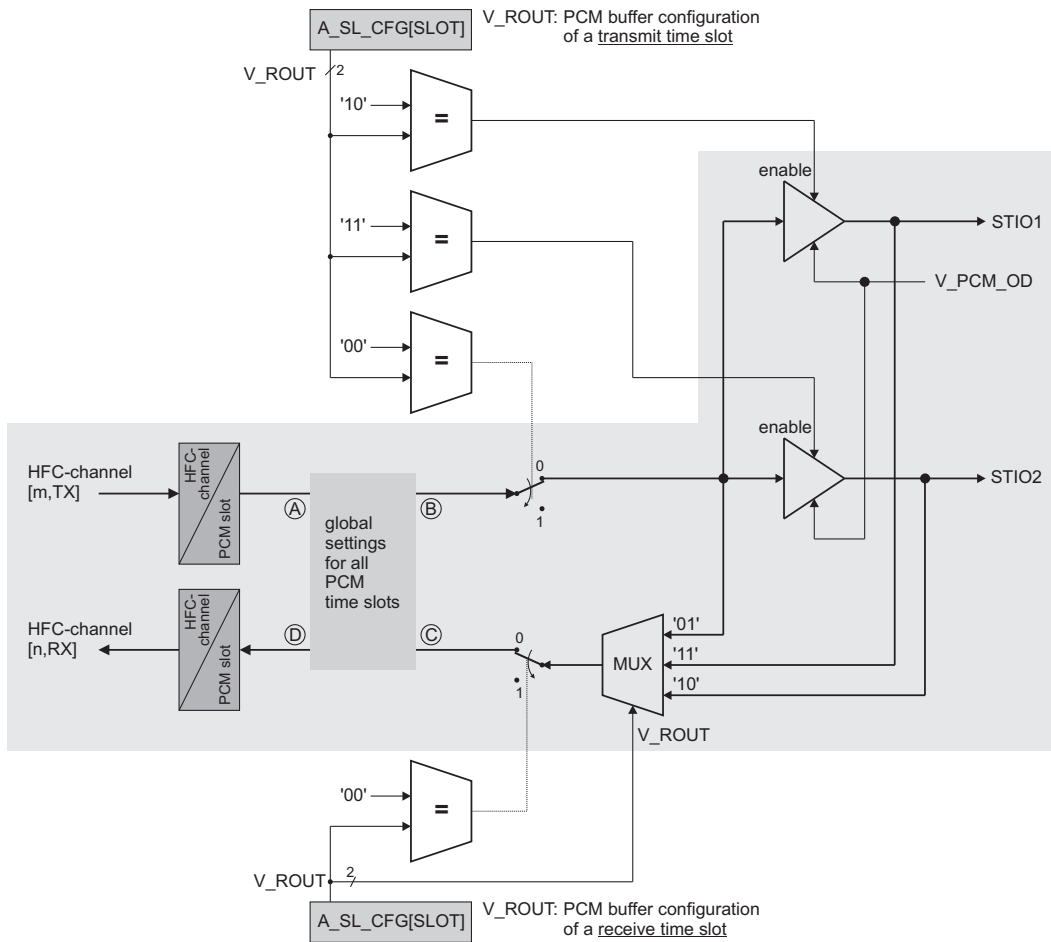 A_SL_CFG[SLOT]
V_ROUT: PCM buffer configuration
of a transmit time slot
V_ROUT
2
'10'
=
enable
STIO1
'11'
=
V_PCM_OD
'00'
=
enable
HFC-channel
[m,TX]
HFC-
channel
PCM slot
A
B
0
1
STIO2
global
settings
for all
PCM
time slots
HFC-channel
[n,RX]
HFC-
channel
PCM slot
D
C
0
1
MUX
'01'
'11'
'10'
V_ROUT
'00'
=
V_ROUT
2
A_SL_CFG[SLOT]
V_ROUT: PCM buffer configuration
of a receive time slot